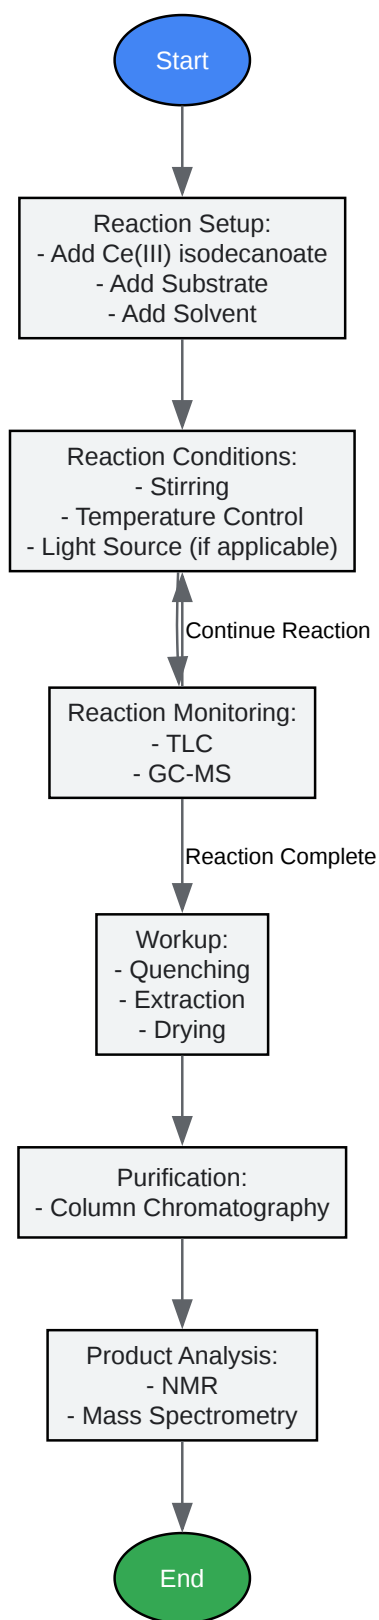 Start
Reaction Setup:
- Add Ce(III) isodecanoate
- Add Substrate
- Add Solvent
Reaction Conditions:
- Stirring
- Temperature Control
- Light Source (if applicable)
Continue Reaction
Reaction Monitoring:
- TLC
- GC-MS
Reaction Complete
Workup:
- Quenching
- Extraction
- Drying
Purification:
- Column Chromatography
Product Analysis:
- NMR
- Mass Spectrometry
End